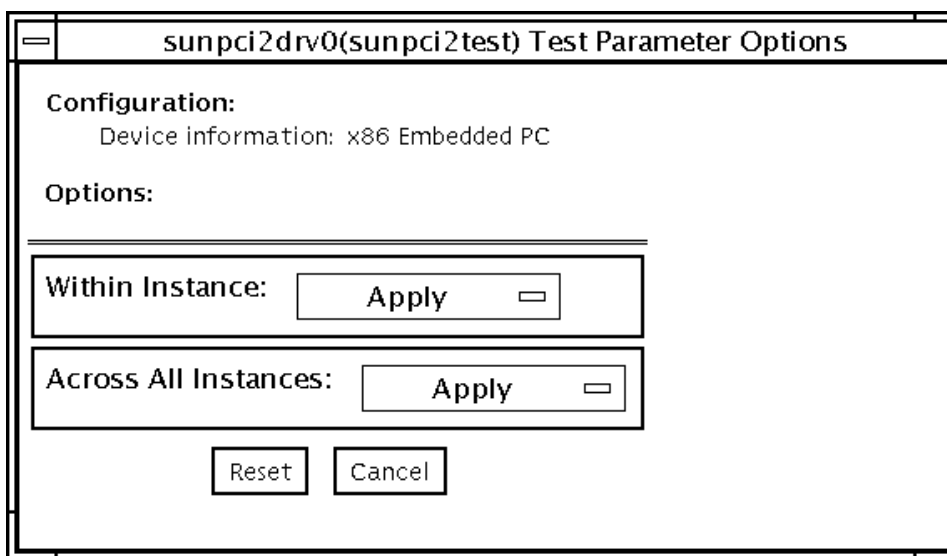 sunpci2drv0(sunpci2test) Test Parameter Options
Configuration:
Device information: x86 Embedded PC
Options:
Within Instance: Apply
Across All Instances: Apply
Reset Cancel